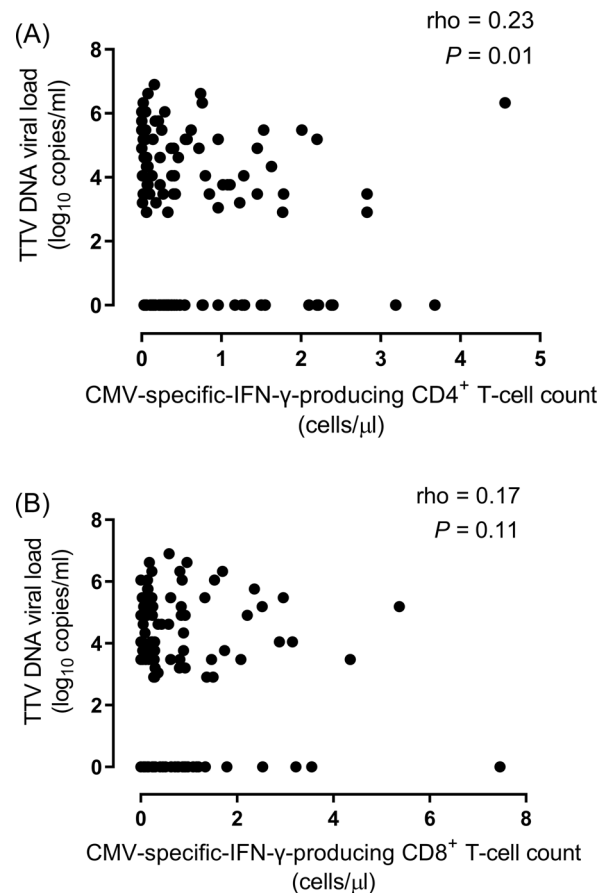 (A)
rho = 0.23
P = 0.01
TTV DNA viral load
(log10 copies/ml)
8
6
4
2
0
0 1 2 3 4 5
CMV-specific-IFN-γ-producing CD4+ T-cell count
(cells/μl)
(B)
rho = 0.17
P = 0.11
TTV DNA viral load
(log10 copies/ml)
8
6
4
2
0
0 2 4 6 8
CMV-specific-IFN-γ-producing CD8+ T-cell count
(cells/μl)